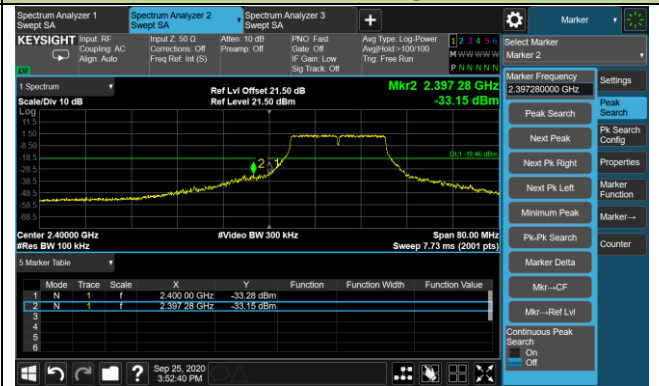 Spectrum Analyzer 1
Swept SA
Spectrum Analyzer 2
Swept SA
Spectrum Analyzer 3
Swept SA
+
Marker
KEYSIGHT
Input: RF
Coupling: AC
Align: Auto
Input Z: 50 Ω
Corrections: Off
Freq Ref: Int (S)
Atten: 10 dB
Preamp: Off
PNO: Fast
Gate: Off
IF Gain: Low
Sig Track: Off
Avg Type: Log-Power
Avg|Hold:>100/100
Trig: Free Run
1 2 3 4 5 6
M W W W W W
P N N N N N
LXI
1 Spectrum
Scale/Div 10 dB
Log
Ref Lvl Offset 21.50 dB
Ref Level 21.50 dBm
Mkr2 2.397 28 GHz
-33.15 dBm
11.5
1.50
-8.50
-18.5
-28.5
-38.5
-48.5
-58.5
-68.5
DL1 -19.46 dBm
2
1
Center 2.40000 GHz
#Res BW 100 kHz
#Video BW 300 kHz
Span 80.00 MHz
Sweep 7.73 ms (2001 pts)
5 Marker Table
Mode Trace Scale X Y Function Function Width Function Value
1 N 1 f 2.400 00 GHz -33.28 dBm
2 N 1 f 2.397 28 GHz -33.15 dBm
3
4
5
6
Sep 25, 2020
3:52:40 PM
Select Marker
Marker 2
Marker Frequency
2.397280000 GHz
Peak Search
Next Peak
Next Pk Right
Next Pk Left
Minimum Peak
Pk-Pk Search
Marker Delta
Mkr→CF
Mkr→Ref Lvl
Continuous Peak
Search
On
Off
Settings
Peak
Search
Pk Search
Config
Properties
Marker
Function
Marker→
Counter